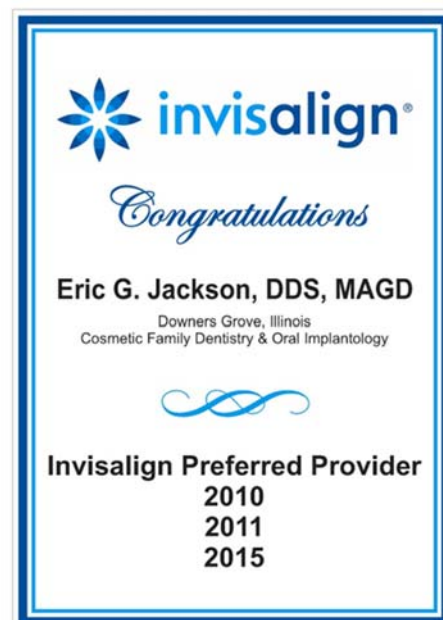 invisalign®
Congratulations
Eric G. Jackson, DDS, MAGD
Downers Grove, Illinois
Cosmetic Family Dentistry & Oral Implantology
Invisalign Preferred Provider
2010
2011
2015